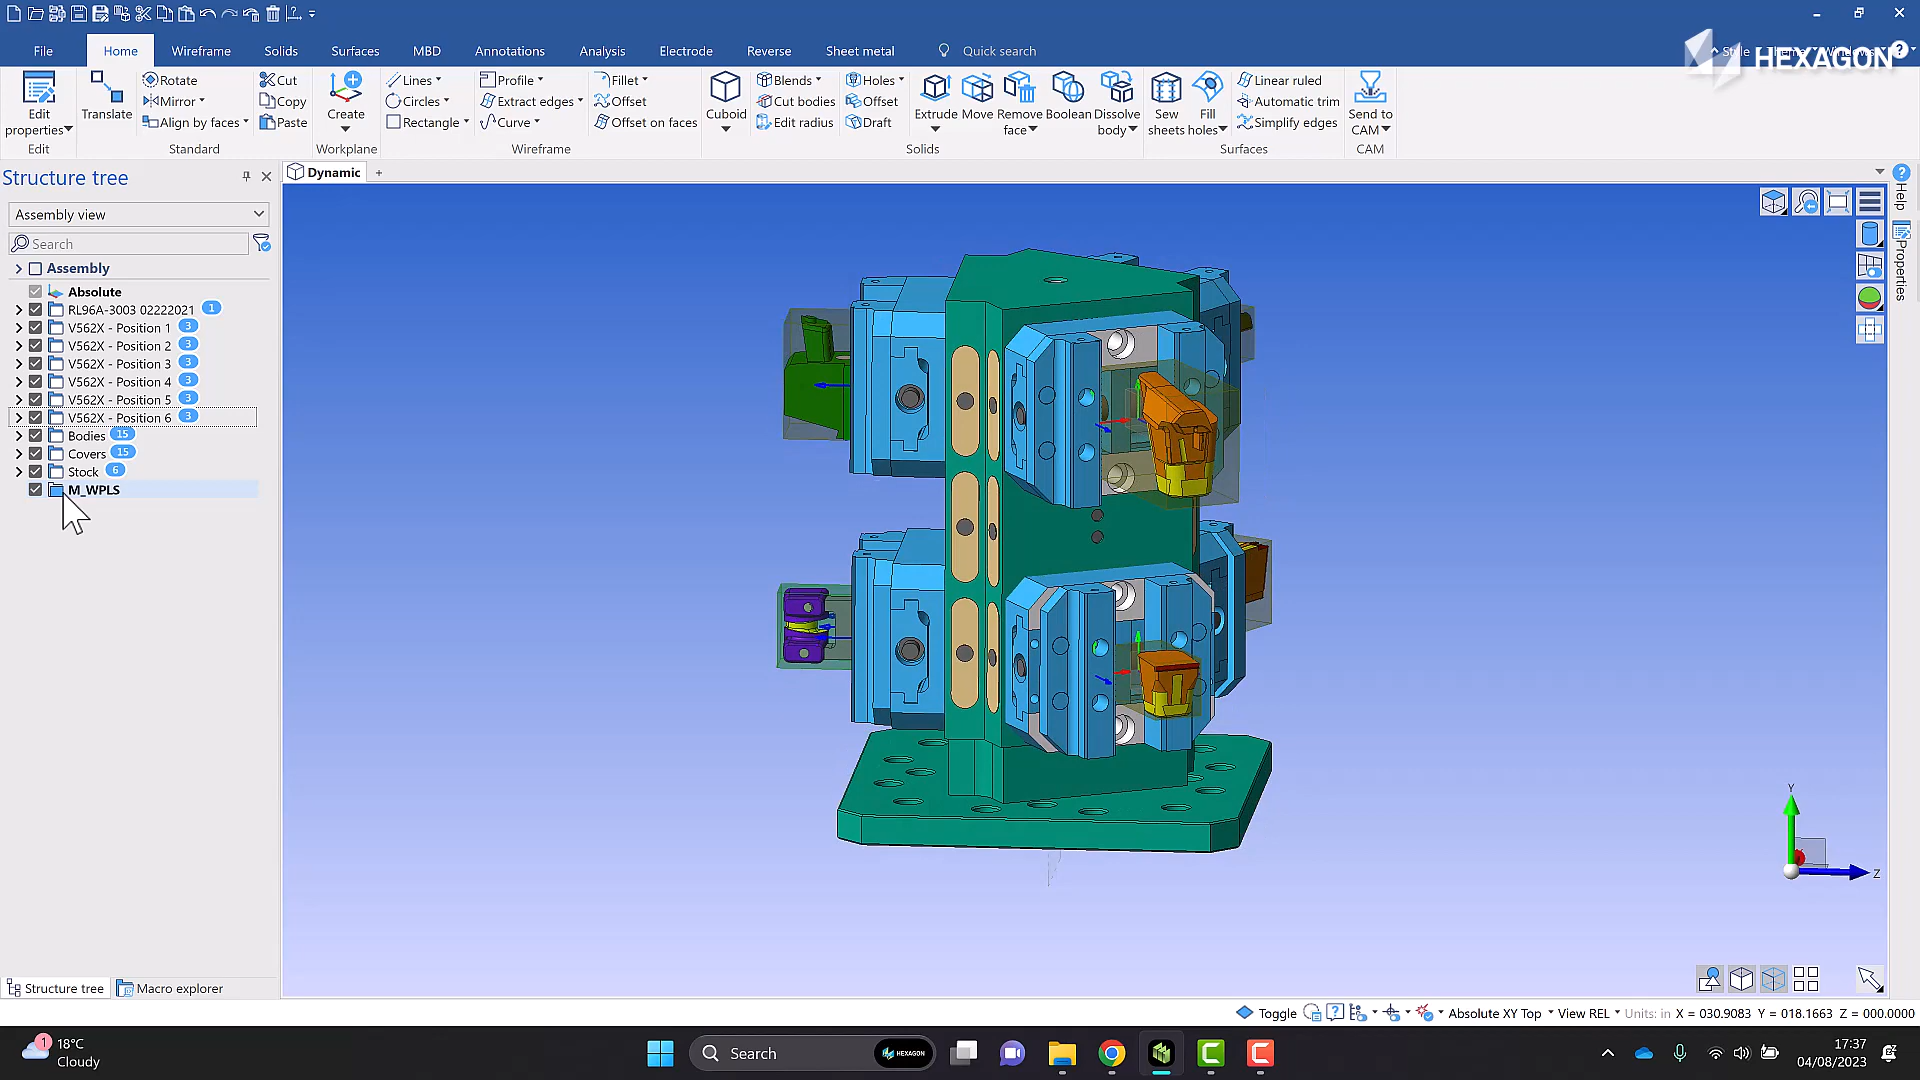 File Home Wireframe Solids Surfaces MBD Annotations Analysis Electrode Reverse Sheet metal Quick search
HEXAGON
Edit properties
Edit
Translate
Rotate
Mirror
Align by faces
Cut
Copy
Paste
Standard
Create
Workplane
Lines
Circles
Rectangle
Profile
Extract edges
Curve
Fillet
Offset
Offset on faces
Wireframe
Cuboid
Blends
Cut bodies
Edit radius
Holes
Offset
Draft
Extrude
Move
Remove face
Boolean
Dissolve body
Solids
Sew sheets
Fill holes
Linear ruled
Automatic trim
Simplify edges
Surfaces
Send to CAM
CAM
Structure tree
Dynamic +
Assembly view
Search
Assembly
Absolute
RL96A-3003 02222021 1
V562X - Position 1 3
V562X - Position 2 3
V562X - Position 3 3
V562X - Position 4 3
V562X - Position 5 3
V562X - Position 6 3
Bodies 15
Covers 15
Stock 6
M_WPLS
Help
Properties
Y
Z
Structure tree Macro explorer
Toggle Absolute XY Top View REL Units: in X = 030.9083 Y = 018.1663 Z = 000.0000
1
18°C
Cloudy
Search
HEXAGON
17:37
04/08/2023